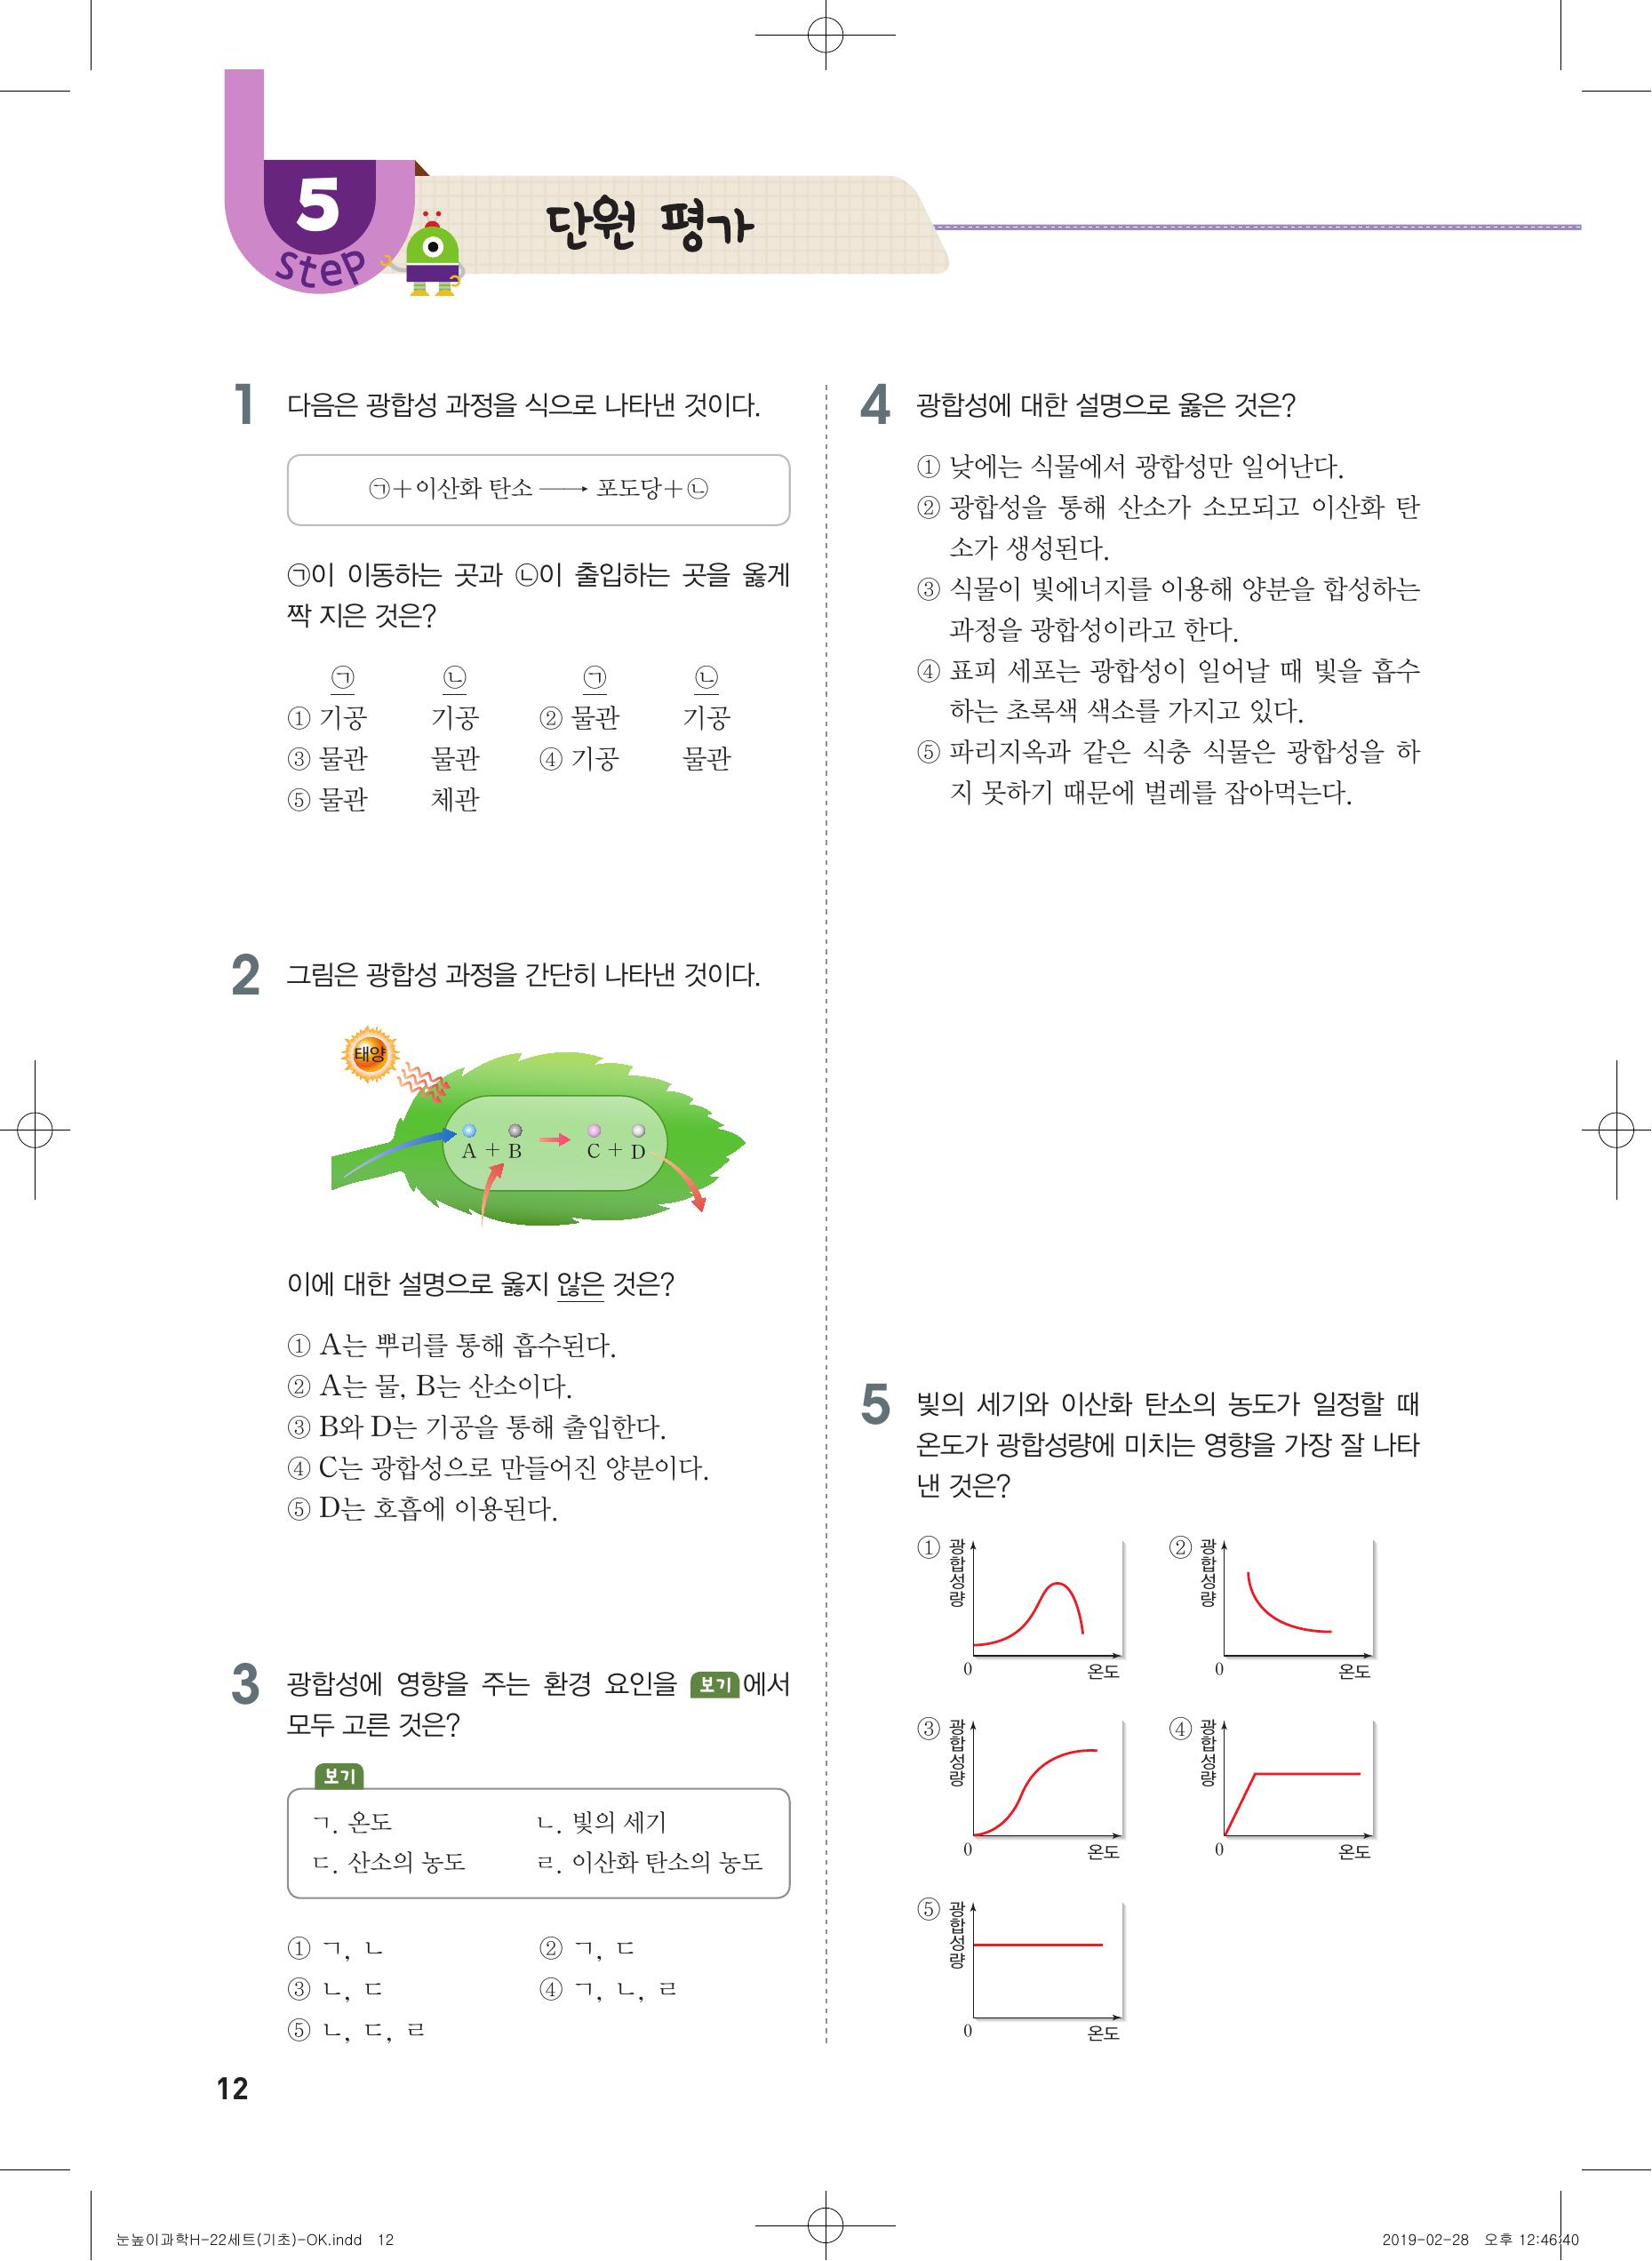 5
step
단원 평가
1 다음은 광합성 과정을 식으로 나타낸 것이다.
㉠+이산화 탄소 → 포도당+㉡
㉠이 이동하는 곳과 ㉡이 출입하는 곳을 옳게
짝 지은 것은?
㉠ ㉡ ㉠ ㉡
① 기공 기공 ② 물관 기공
③ 물관 물관 ④ 기공 물관
⑤ 물관 체관
2 그림은 광합성 과정을 간단히 나타낸 것이다.
태양
A + B → C + D
이에 대한 설명으로 옳지 않은 것은?
① A는 뿌리를 통해 흡수된다.
② A는 물, B는 산소이다.
③ B와 D는 기공을 통해 출입한다.
④ C는 광합성으로 만들어진 양분이다.
⑤ D는 호흡에 이용된다.
3 광합성에 영향을 주는 환경 요인을 보기에서
모두 고른 것은?
보기
ㄱ. 온도 ㄴ. 빛의 세기
ㄷ. 산소의 농도 ㄹ. 이산화 탄소의 농도
① ㄱ, ㄴ ② ㄱ, ㄷ
③ ㄴ, ㄷ ④ ㄱ, ㄴ, ㄹ
⑤ ㄴ, ㄷ, ㄹ
4 광합성에 대한 설명으로 옳은 것은?
① 낮에는 식물에서 광합성만 일어난다.
② 광합성을 통해 산소가 소모되고 이산화 탄
소가 생성된다.
③ 식물이 빛에너지를 이용해 양분을 합성하는
과정을 광합성이라고 한다.
④ 표피 세포는 광합성이 일어날 때 빛을 흡수
하는 초록색 색소를 가지고 있다.
⑤ 파리지옥과 같은 식충 식물은 광합성을 하
지 못하기 때문에 벌레를 잡아먹는다.
5 빛의 세기와 이산화 탄소의 농도가 일정할 때
온도가 광합성량에 미치는 영향을 가장 잘 나타
낸 것은?
① 광합성량 ② 광합성량
0 온도 0 온도
③ 광합성량 ④ 광합성량
0 온도 0 온도
⑤ 광합성량
0 온도
12
눈높이과학H-22세트(기초)-OK.indd 12 2019-02-28 오후 12:46:40